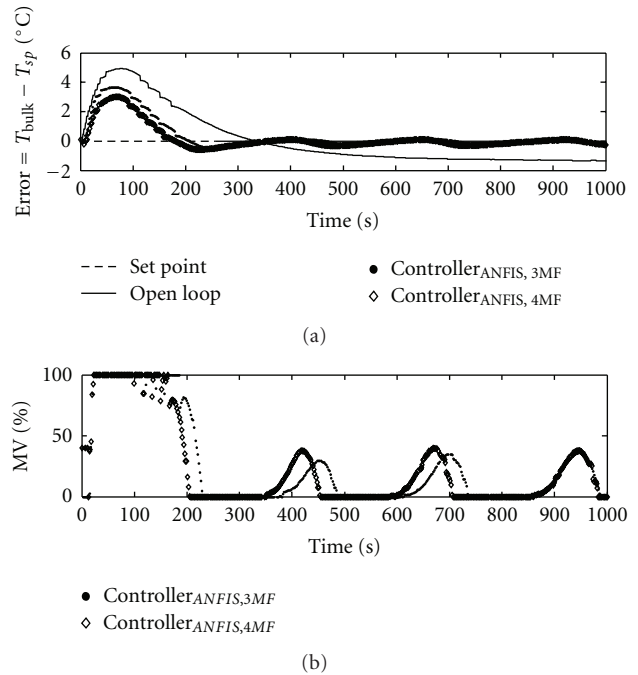 Error = T_bulk − T_sp (°C)
6
4
2
0
−2
0 100 200 300 400 500 600 700 800 900 1000
Time (s)
Set point
Open loop
Controller_ANFIS, 3MF
Controller_ANFIS, 4MF
(a)
MV (%)
100
50
0
0 100 200 300 400 500 600 700 800 900 1000
Time (s)
Controller_ANFIS,3MF
Controller_ANFIS,4MF
(b)